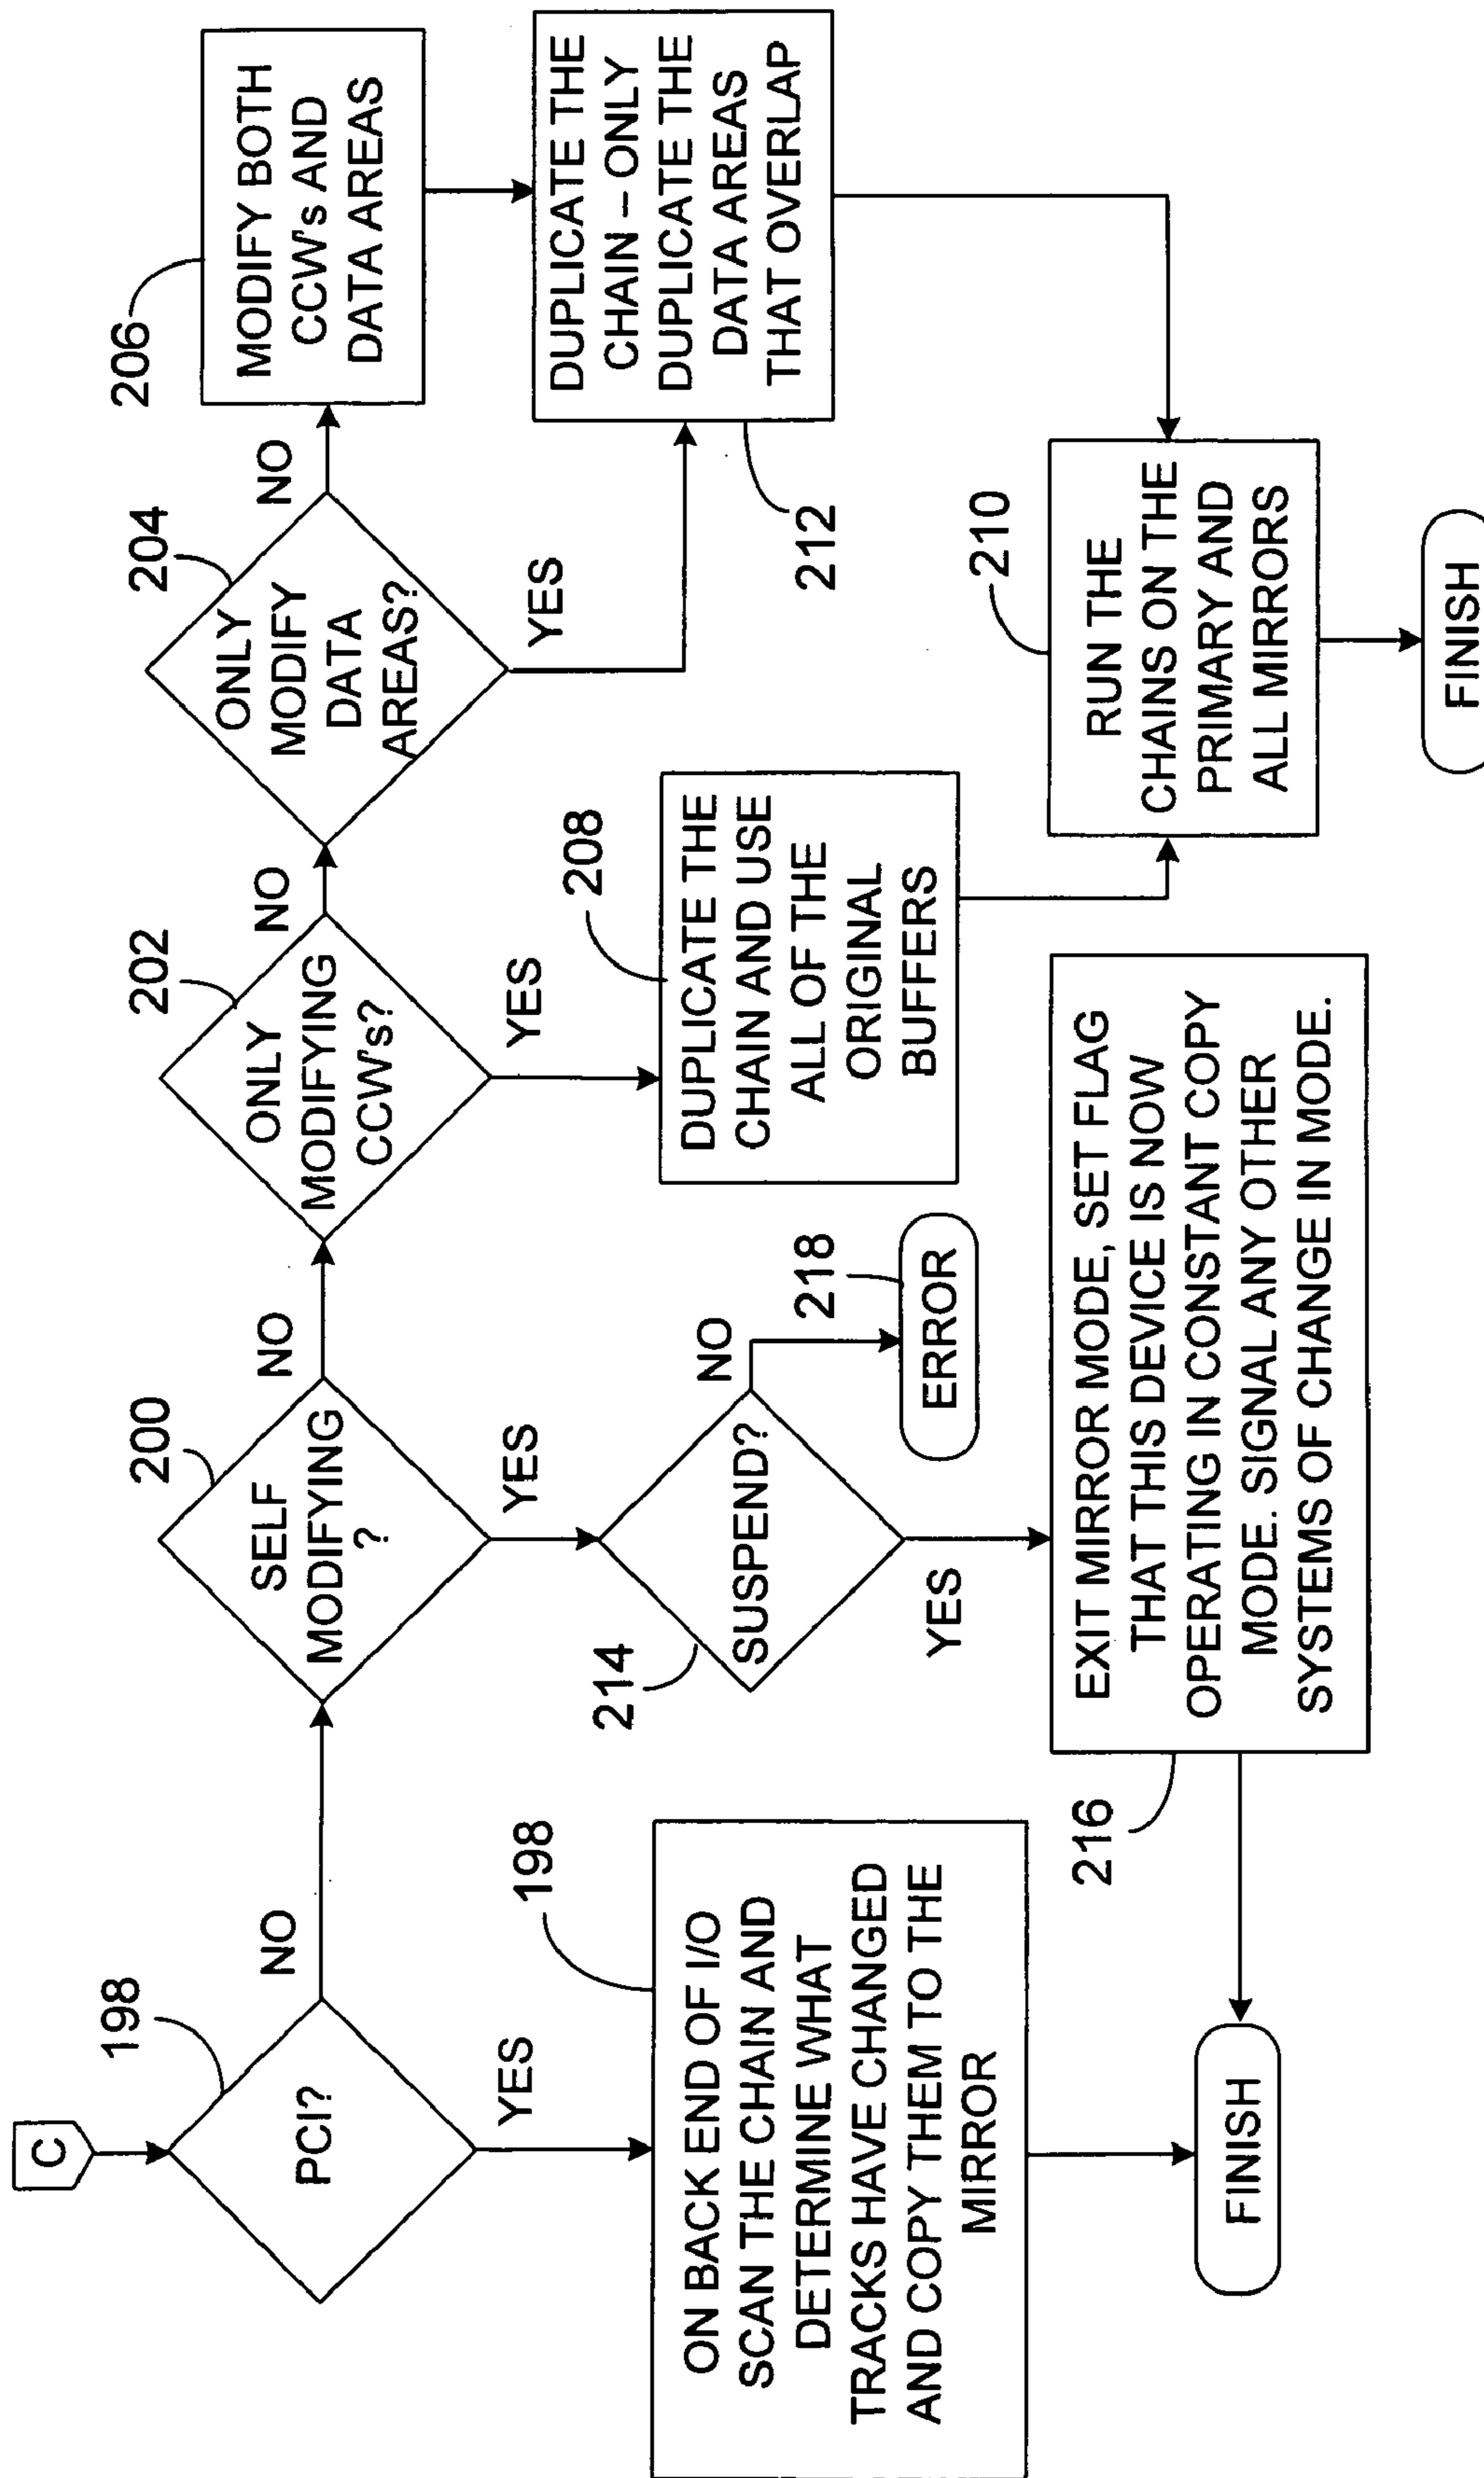 C
198
PCI?
NO
YES
198
ON BACK END OF I/O
SCAN THE CHAIN AND
DETERMINE WHAT
TRACKS HAVE CHANGED
AND COPY THEM TO THE
MIRROR
FINISH
200
SELF
MODIFYING
?
NO
YES
214
SUSPEND?
NO
218
ERROR
YES
216
EXIT MIRROR MODE, SET FLAG
THAT THIS DEVICE IS NOW
OPERATING IN CONSTANT COPY
MODE. SIGNAL ANY OTHER
SYSTEMS OF CHANGE IN MODE.
202
ONLY
MODIFYING
CCW's?
NO
YES
208
DUPLICATE THE
CHAIN AND USE
ALL OF THE
ORIGINAL
BUFFERS
204
ONLY
MODIFY
DATA
AREAS?
NO
YES
206
MODIFY BOTH
CCW's AND
DATA AREAS
212
DUPLICATE THE
CHAIN – ONLY
DUPLICATE THE
DATA AREAS
THAT OVERLAP
210
RUN THE
CHAINS ON THE
PRIMARY AND
ALL MIRRORS
FINISH